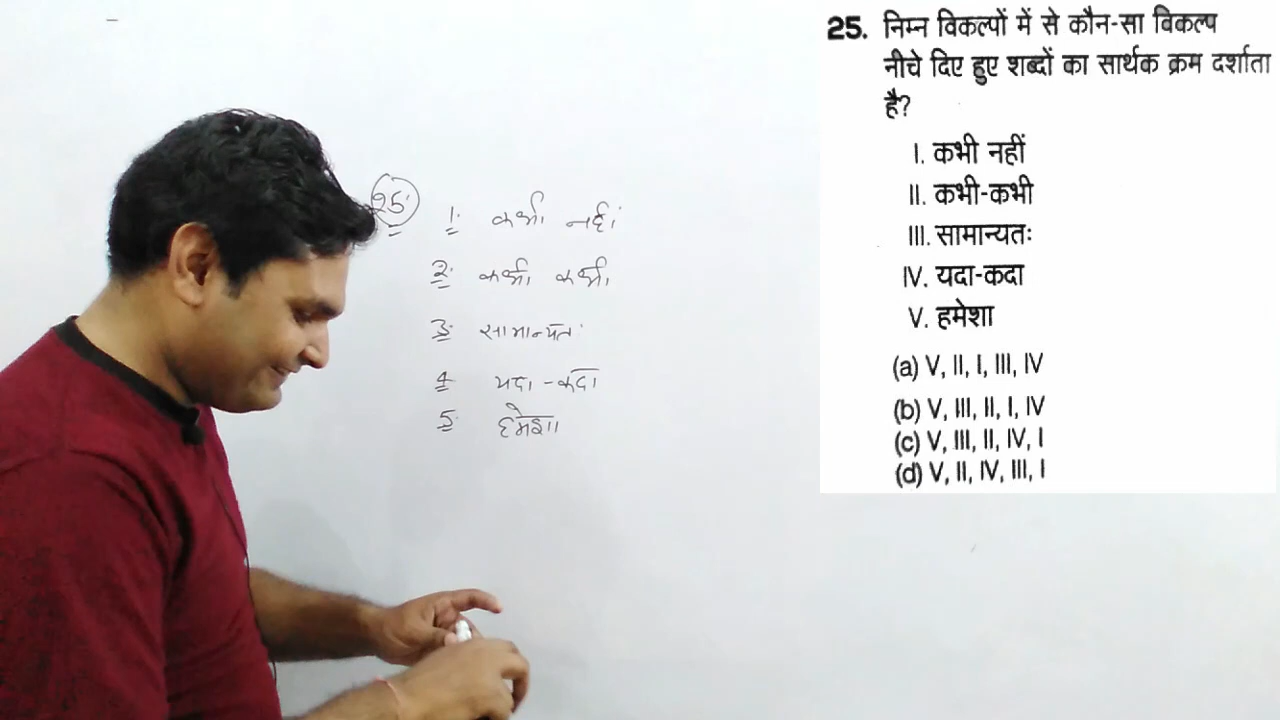 25. निम्न विकल्पों में से कौन-सा विकल्प
नीचे दिए हुए शब्दों का सार्थक क्रम दर्शाता
है?
I. कभी नहीं
II. कभी-कभी
III. सामान्यतः
IV. यदा-कदा
V. हमेशा
(a) V, II, I, III, IV
(b) V, III, II, I, IV
(c) V, III, II, IV, I
(d) V, II, IV, III, I
25.
1. कभी नहीं
2. कभी कभी
3. सामान्यतः
4 यदा-कदा
5. हमेशा